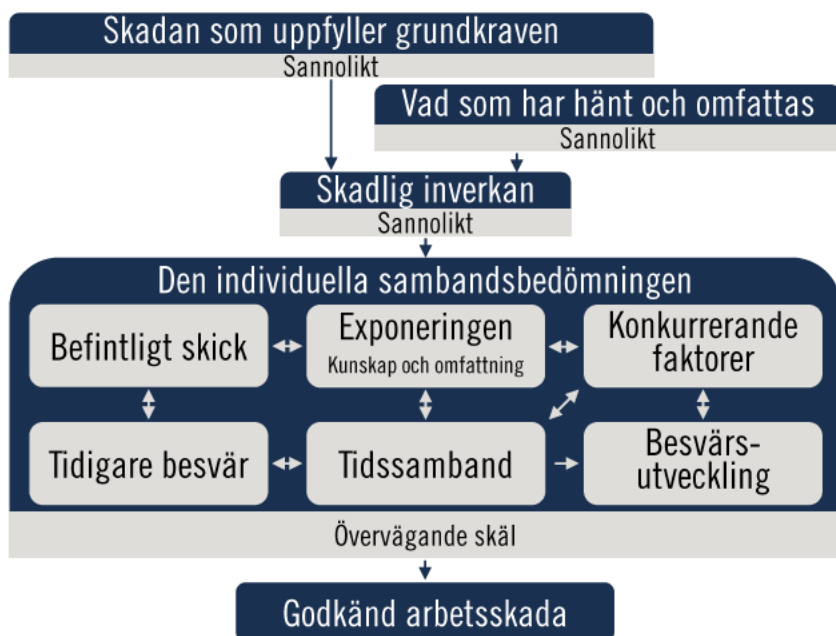 Skadan som uppfyller grundkraven
Sannolikt
Vad som har hänt och omfattas
Sannolikt
Skadlig inverkan
Sannolikt
Den individuella sambandsbedömningen
Befintligt skick
Exponeringen
Kunskap och omfattning
Konkurrerande
faktorer
Tidigare besvär
Tidssamband
Besvärs-
utveckling
Övervägande skäl
Godkänd arbetsskada